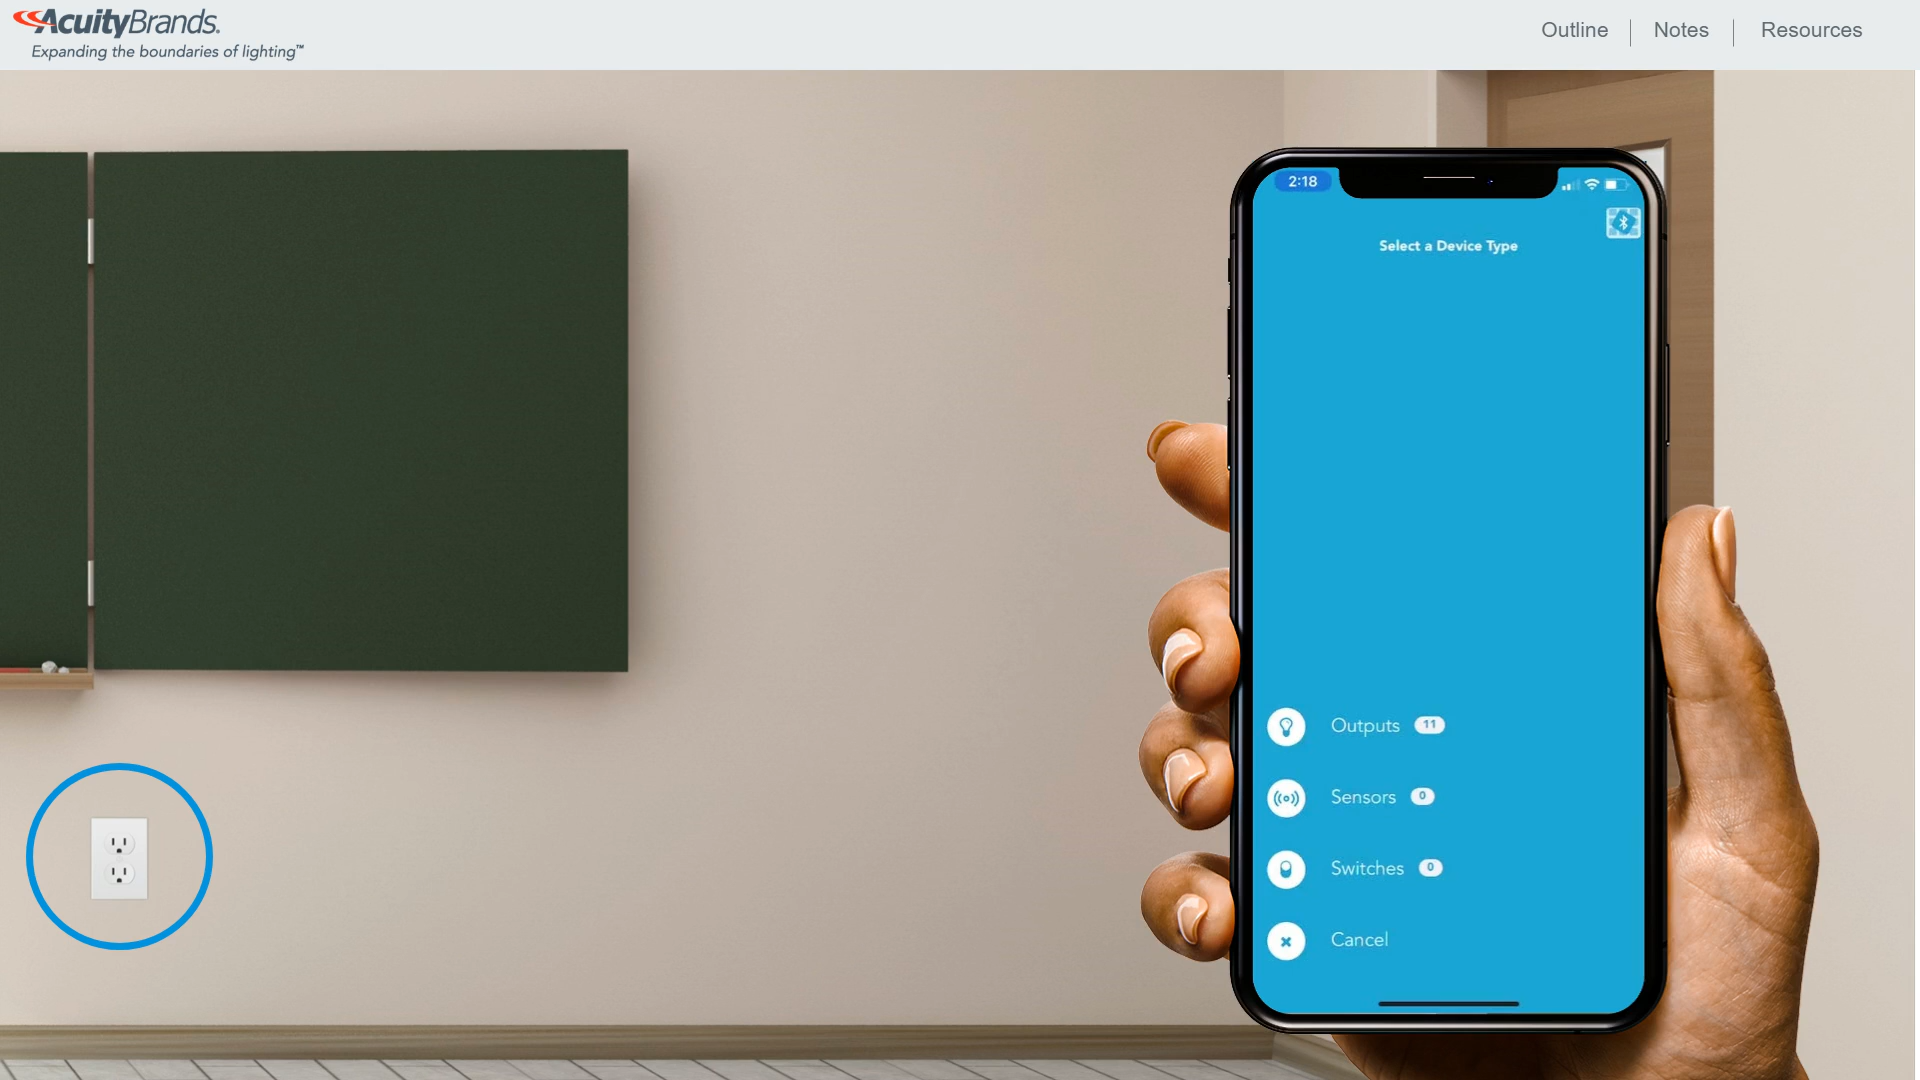 AcuityBrands.
Expanding the boundaries of lighting™
Outline
Notes
Resources
2:18
Select a Device Type
Outputs 11
Sensors 0
Switches 0
Cancel